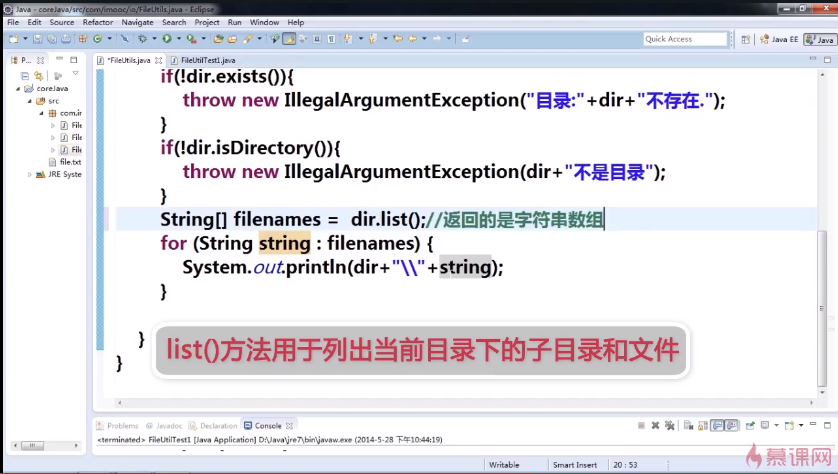 Java - coreJava/src/com/imooc/io/FileUtils.java - Eclipse
File Edit Source Refactor Navigate Search Project Run Window Help
Quick Access
Java EE
Java
P...
*FileUtils.java
FileUtilTest1.java
coreJava
src
com.ir
File
File
File
file.txt
JRE Syste
if(!dir.exists()){
throw new IllegalArgumentException("目录:"+dir+"不存在.");
}
if(!dir.isDirectory()){
throw new IllegalArgumentException(dir+"不是目录");
}
String[] filenames = dir.list();//返回的是字符串数组
for (String string : filenames) {
System.out.println(dir+"\\"+string);
}
}
}
list()方法用于列出当前目录下的子目录和文件
Problems @ Javadoc Declaration Console
<terminated> FileUtilTest1 [Java Application] D:\Java\jre7\bin\javaw.exe (2014-5-28 下午10:44:19)
Writable Smart Insert 20 : 53
慕课网